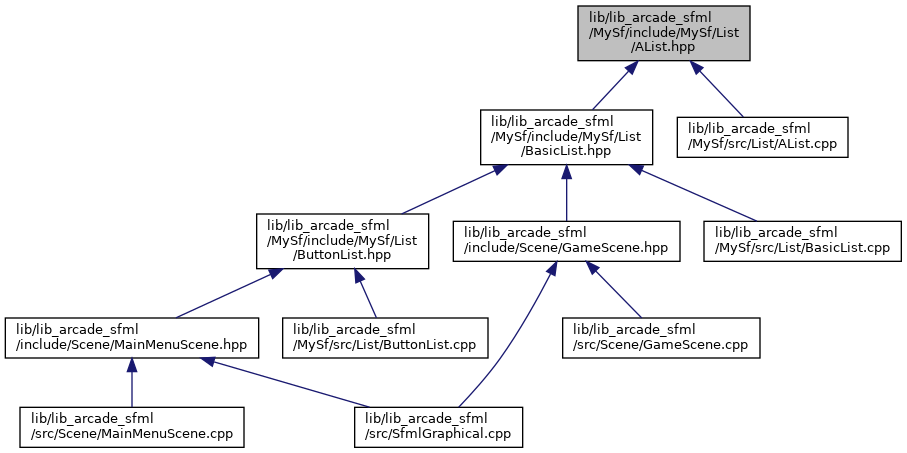 lib/lib_arcade_sfml
/MySf/include/MySf/List
/AList.hpp
lib/lib_arcade_sfml
/MySf/include/MySf/List
/BasicList.hpp
lib/lib_arcade_sfml
/MySf/src/List/AList.cpp
lib/lib_arcade_sfml
/MySf/include/MySf/List
/ButtonList.hpp
lib/lib_arcade_sfml
/include/Scene/GameScene.hpp
lib/lib_arcade_sfml
/MySf/src/List/BasicList.cpp
lib/lib_arcade_sfml
/include/Scene/MainMenuScene.hpp
lib/lib_arcade_sfml
/MySf/src/List/ButtonList.cpp
lib/lib_arcade_sfml
/src/Scene/GameScene.cpp
lib/lib_arcade_sfml
/src/Scene/MainMenuScene.cpp
lib/lib_arcade_sfml
/src/SfmlGraphical.cpp